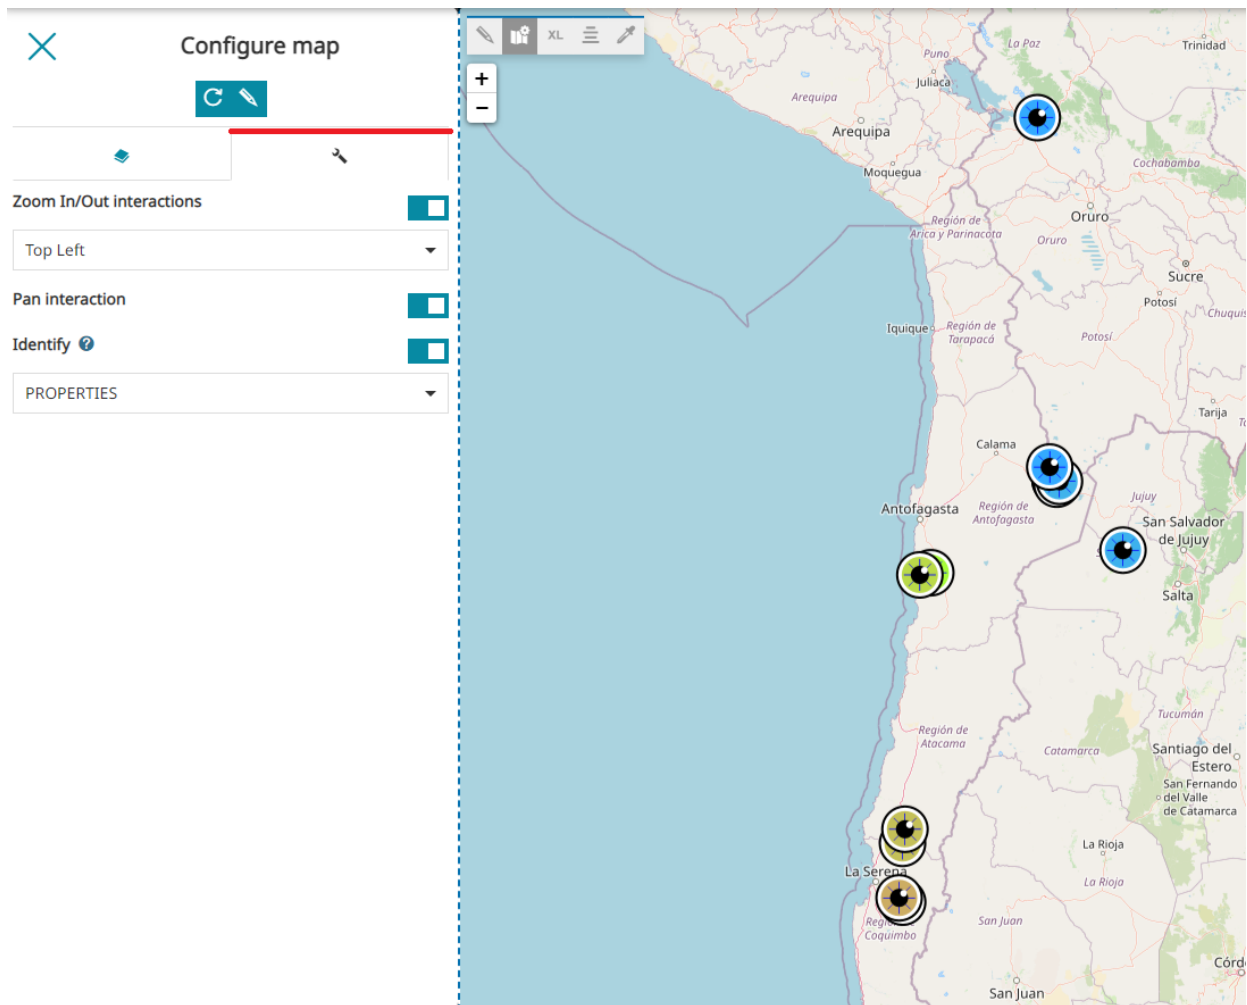 Configure map
Zoom In/Out interactions
Top Left
Pan interaction
Identify ?
PROPERTIES
XL
+
−
La Paz
Trinidad
Puno
Juliaca
Arequipa
Arequipa
Cochabamba
Moquegua
Oruro
Región de
Arica y Parinacota
Oruro
Sucre
Potosí
Chuquis
Iquique
Región de
Tarapacá
Potosí
Tarija
Calama
Jujuy
Antofagasta
Región de
Antofagasta
San Salvador
de Jujuy
Salta
Tucumán
Región de
Atacama
Catamarca
Santiago del
Estero
San Fernando
del Valle
de Catamarca
La Rioja
La Serena
La Rioja
San Juan
Coquimbo
Córd
San Juan